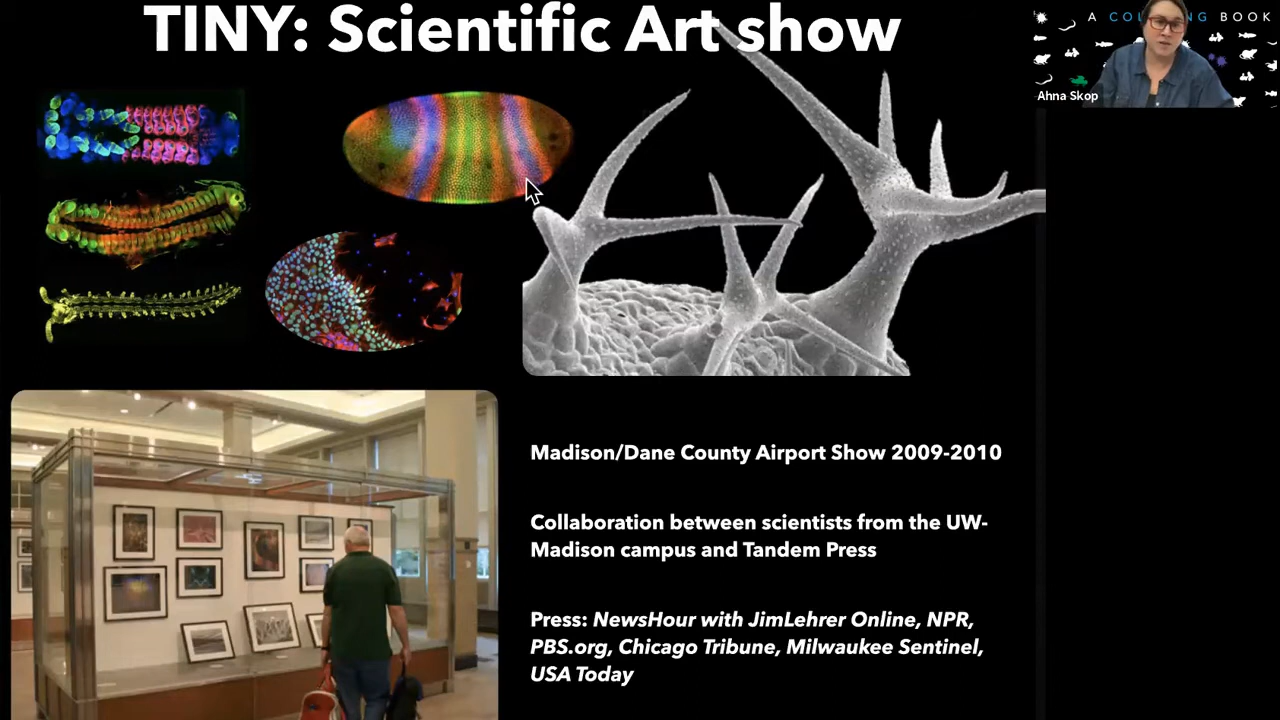 TINY: Scientific Art show
A COL NG BOOK
Ahna Skop
Madison/Dane County Airport Show 2009-2010
Collaboration between scientists from the UW-
Madison campus and Tandem Press
Press: NewsHour with JimLehrer Online, NPR,
PBS.org, Chicago Tribune, Milwaukee Sentinel,
USA Today